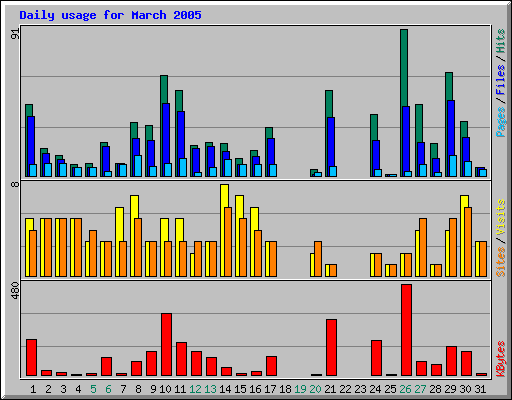 Daily usage for March 2005
91
Pages / Files / Hits
8
Sites / Visits
480
KBytes
1 2 3 4 5 6 7 8 9 10 11 12 13 14 15 16 17 18 19 20 21 22 23 24 25 26 27 28 29 30 31